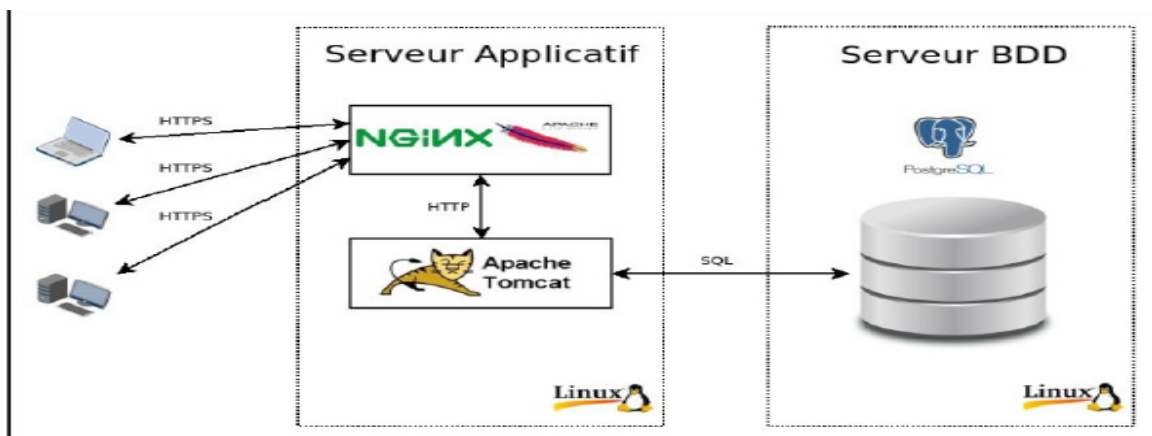 Serveur Applicatif
Serveur BDD
HTTPS
HTTPS
HTTPS
NGiNX
APACHE
HTTP
Apache
Tomcat
SQL
PostgreSQL
Linux
Linux